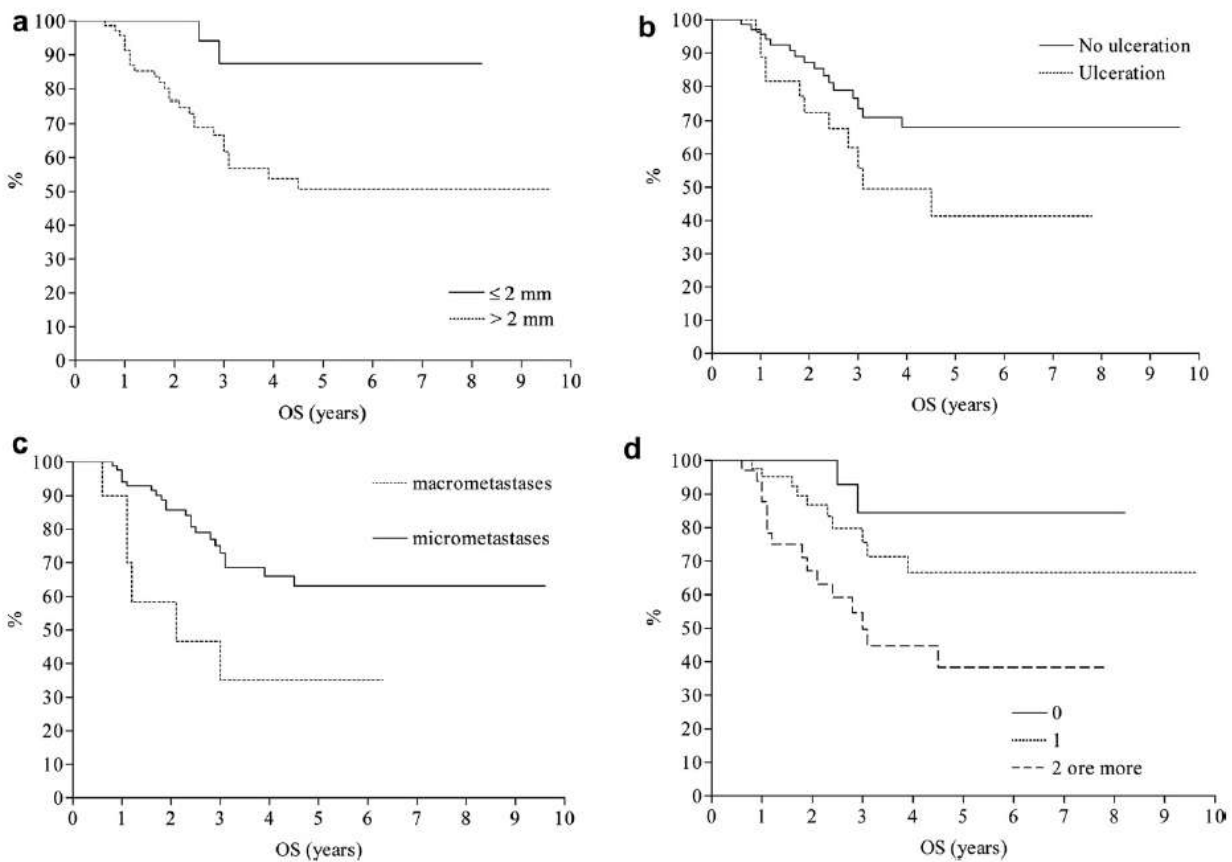 a
100
90
80
70
60
50
40
30
20
10
0
%
0 1 2 3 4 5 6 7 8 9 10
OS (years)
≤ 2 mm
> 2 mm
b
100
90
80
70
60
50
40
30
20
10
0
%
0 1 2 3 4 5 6 7 8 9 10
OS (years)
No ulceration
Ulceration
c
100
90
80
70
60
50
40
30
20
10
0
%
0 1 2 3 4 5 6 7 8 9 10
OS (years)
macrometastases
micrometastases
d
100
90
80
70
60
50
40
30
20
10
0
%
0 1 2 3 4 5 6 7 8 9 10
OS (years)
0
1
2 ore more